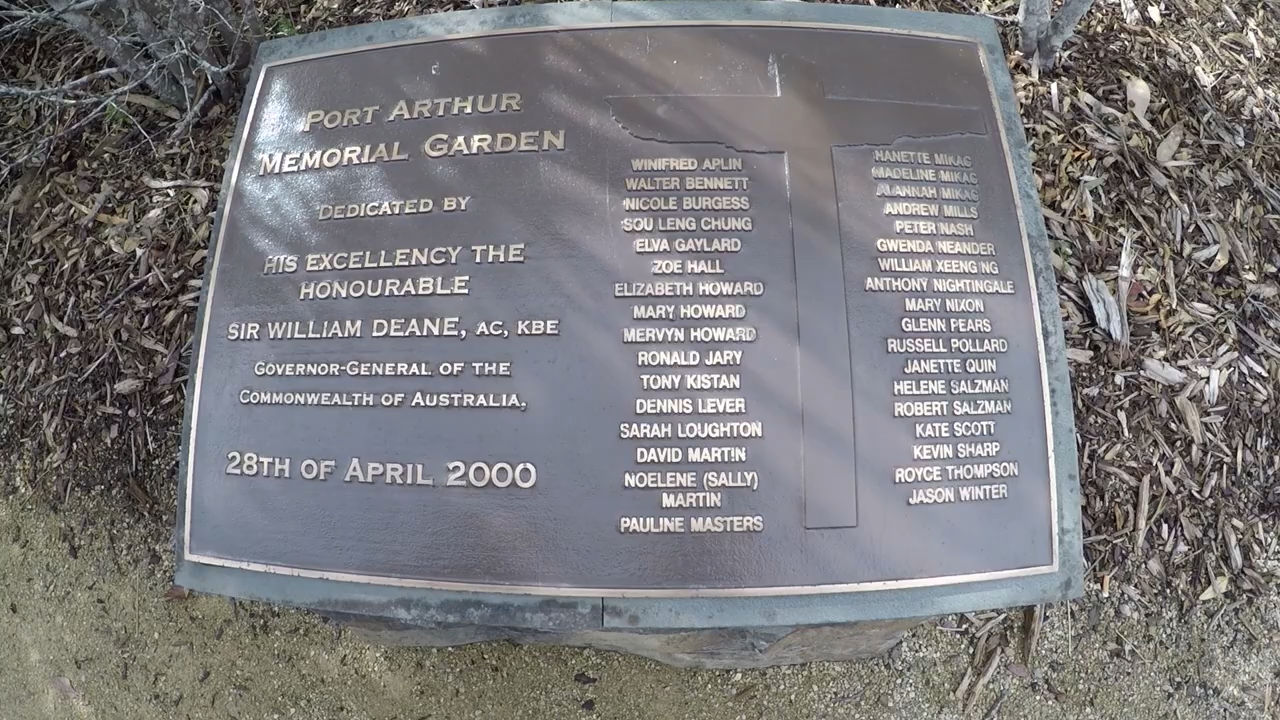 PORT ARTHUR
MEMORIAL GARDEN
DEDICATED BY
HIS EXCELLENCY THE
HONOURABLE
SIR WILLIAM DEANE, AC, KBE
GOVERNOR-GENERAL OF THE
COMMONWEALTH OF AUSTRALIA,
28TH OF APRIL 2000
WINIFRED APLIN
WALTER BENNETT
NICOLE BURGESS
SOU LENG CHUNG
ELVA GAYLARD
ZOE HALL
ELIZABETH HOWARD
MARY HOWARD
MERVYN HOWARD
RONALD JARY
TONY KISTAN
DENNIS LEVER
SARAH LOUGHTON
DAVID MARTIN
NOELENE (SALLY)
MARTIN
PAULINE MASTERS
NANETTE MIKAC
MADELINE MIKAC
ALANNAH MIKAC
ANDREW MILLS
PETER NASH
GWENDA NEANDER
WILLIAM XEENG NG
ANTHONY NIGHTINGALE
MARY NIXON
GLENN PEARS
RUSSELL POLLARD
JANETTE QUIN
HELENE SALZMAN
ROBERT SALZMAN
KATE SCOTT
KEVIN SHARP
ROYCE THOMPSON
JASON WINTER